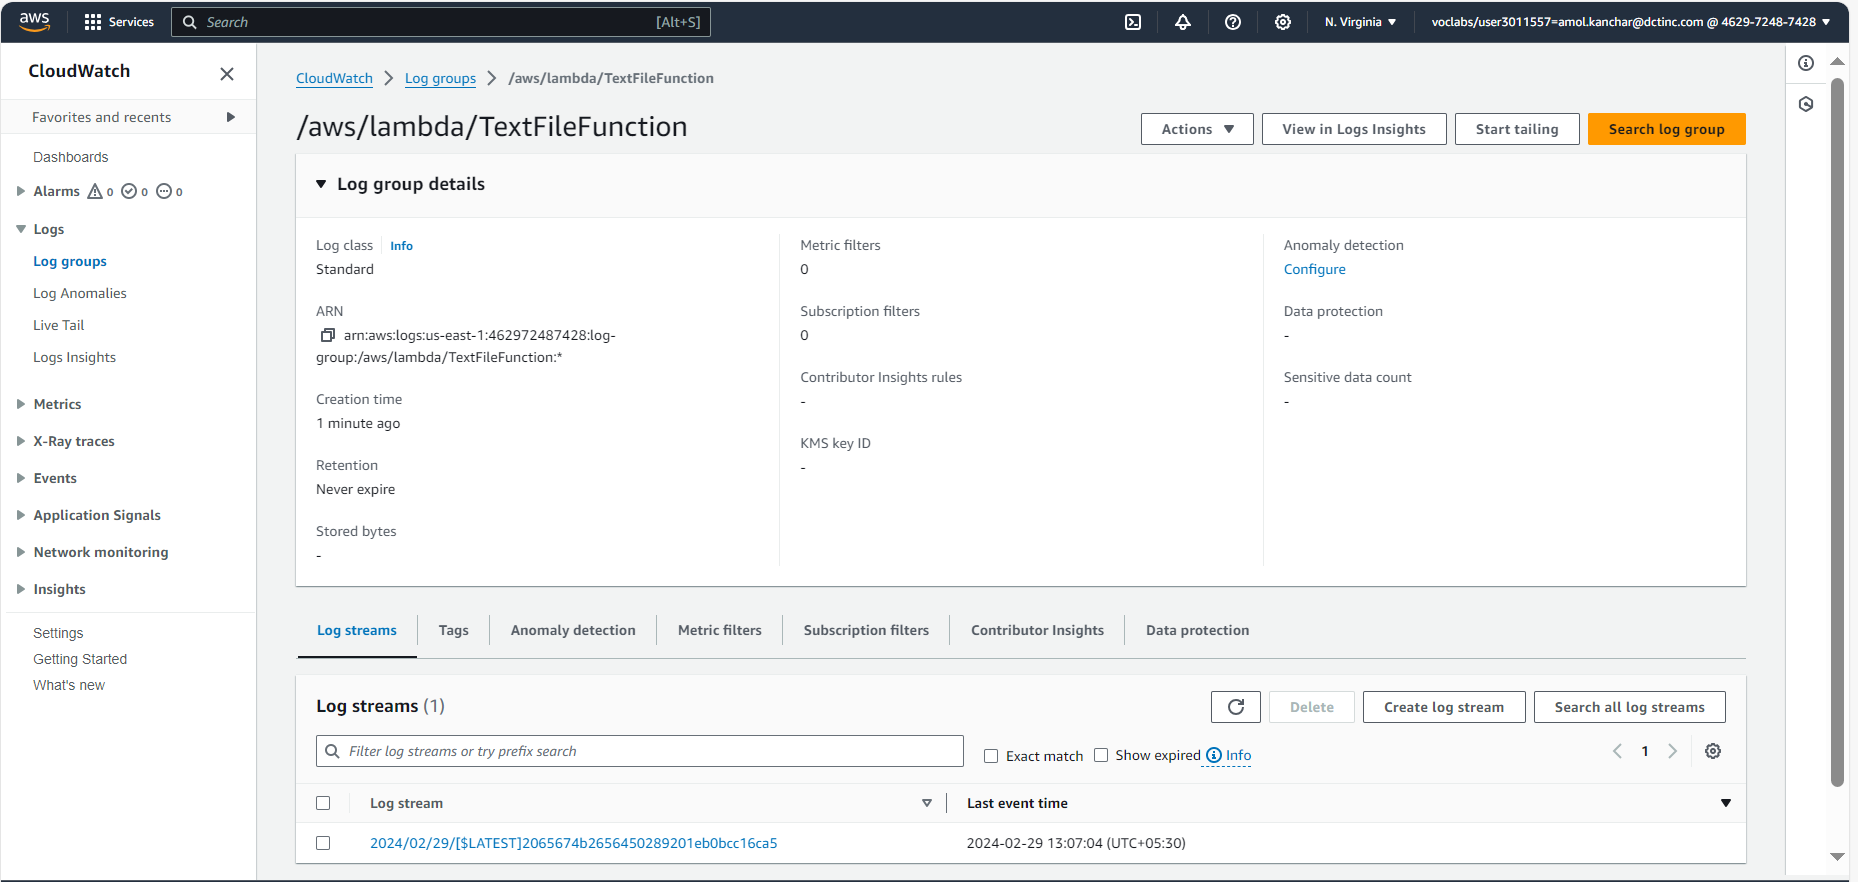 aws
Services
Search [Alt+S]
N. Virginia
voclabs/user3011557=amol.kanchar@dctinc.com @ 4629-7248-7428
CloudWatch
Favorites and recents
Dashboards
Alarms 0 0 0
Logs
Log groups
Log Anomalies
Live Tail
Logs Insights
Metrics
X-Ray traces
Events
Application Signals
Network monitoring
Insights
Settings
Getting Started
What's new
CloudWatch Log groups /aws/lambda/TextFileFunction
/aws/lambda/TextFileFunction
Actions
View in Logs Insights
Start tailing
Search log group
Log group details
Log class Info
Standard
ARN
arn:aws:logs:us-east-1:462972487428:log-
group:/aws/lambda/TextFileFunction:*
Creation time
1 minute ago
Retention
Never expire
Stored bytes
-
Metric filters
0
Subscription filters
0
Contributor Insights rules
-
KMS key ID
-
Anomaly detection
Configure
Data protection
-
Sensitive data count
-
Log streams
Tags
Anomaly detection
Metric filters
Subscription filters
Contributor Insights
Data protection
Log streams (1)
Delete
Create log stream
Search all log streams
Filter log streams or try prefix search
Exact match
Show expired
Info
1
Log stream
Last event time
2024/02/29/[$LATEST]2065674b2656450289201eb0bcc16ca5
2024-02-29 13:07:04 (UTC+05:30)